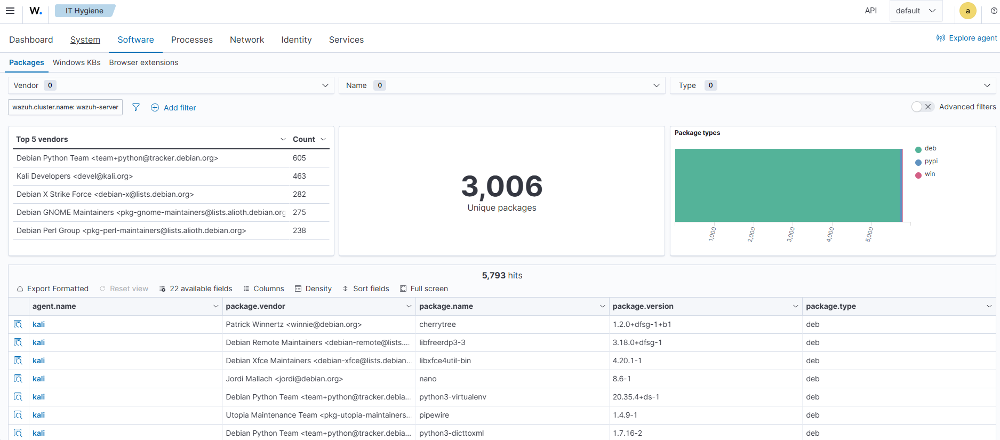 W. IT Hygiene API default a
Dashboard System Software Processes Network Identity Services Explore agent
Packages Windows KBs Browser extensions
Vendor 0 Name 0 Type 0
wazuh.cluster.name: wazuh-server Add filter Advanced filters
Top 5 vendors Count
Debian Python Team <team+python@tracker.debian.org> 605
Kali Developers <devel@kali.org> 463
Debian X Strike Force <debian-x@lists.debian.org> 282
Debian GNOME Maintainers <pkg-gnome-maintainers@lists.alioth.debian.org 275
Debian Perl Group <pkg-perl-maintainers@lists.alioth.debian.org> 238
3,006
Unique packages
Package types
deb
pypi
win
1,000 2,000 3,000 4,000 5,000
5,793 hits
Export Formatted Reset view 22 available fields Columns Density Sort fields Full screen
agent.name package.vendor package.name package.version package.type
kali Patrick Winnertz <winnie@debian.org> cherrytree 1.2.0+dfsg-1+b1 deb
kali Debian Remote Maintainers <debian-remote@lists.... libfreerdp3-3 3.18.0+dfsg-1 deb
kali Debian Xfce Maintainers <debian-xfce@lists.debian... libxfce4util-bin 4.20.1-1 deb
kali Jordi Mallach <jordi@debian.org> nano 8.6-1 deb
kali Debian Python Team <team+python@tracker.debia... python3-virtualenv 20.35.4+ds-1 deb
kali Utopia Maintenance Team <pkg-utopia-maintainers... pipewire 1.4.9-1 deb
kali Debian Python Team <team+python@tracker.debia... python3-dicttoxml 1.7.16-2 deb